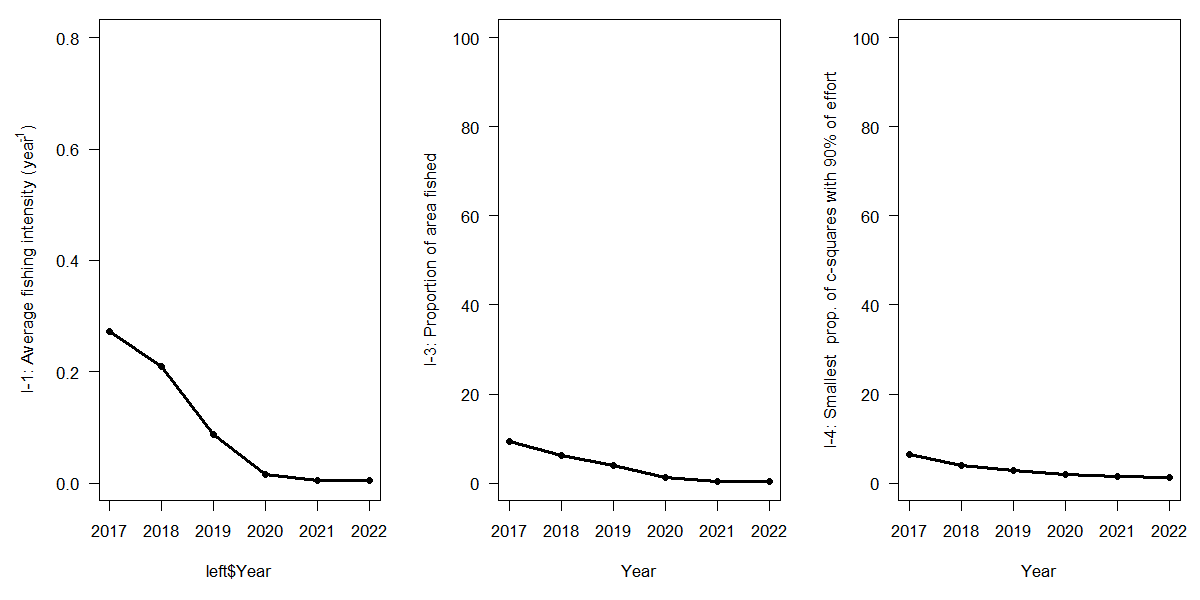 I-1: Average fishing intensity (year-1)
0.8
0.6
0.4
0.2
0.0
2017 2018 2019 2020 2021 2022
left$Year
I-3: Proportion of area fished
100
80
60
40
20
0
2017 2018 2019 2020 2021 2022
Year
I-4: Smallest prop. of c-squares with 90% of effort
100
80
60
40
20
0
2017 2018 2019 2020 2021 2022
Year